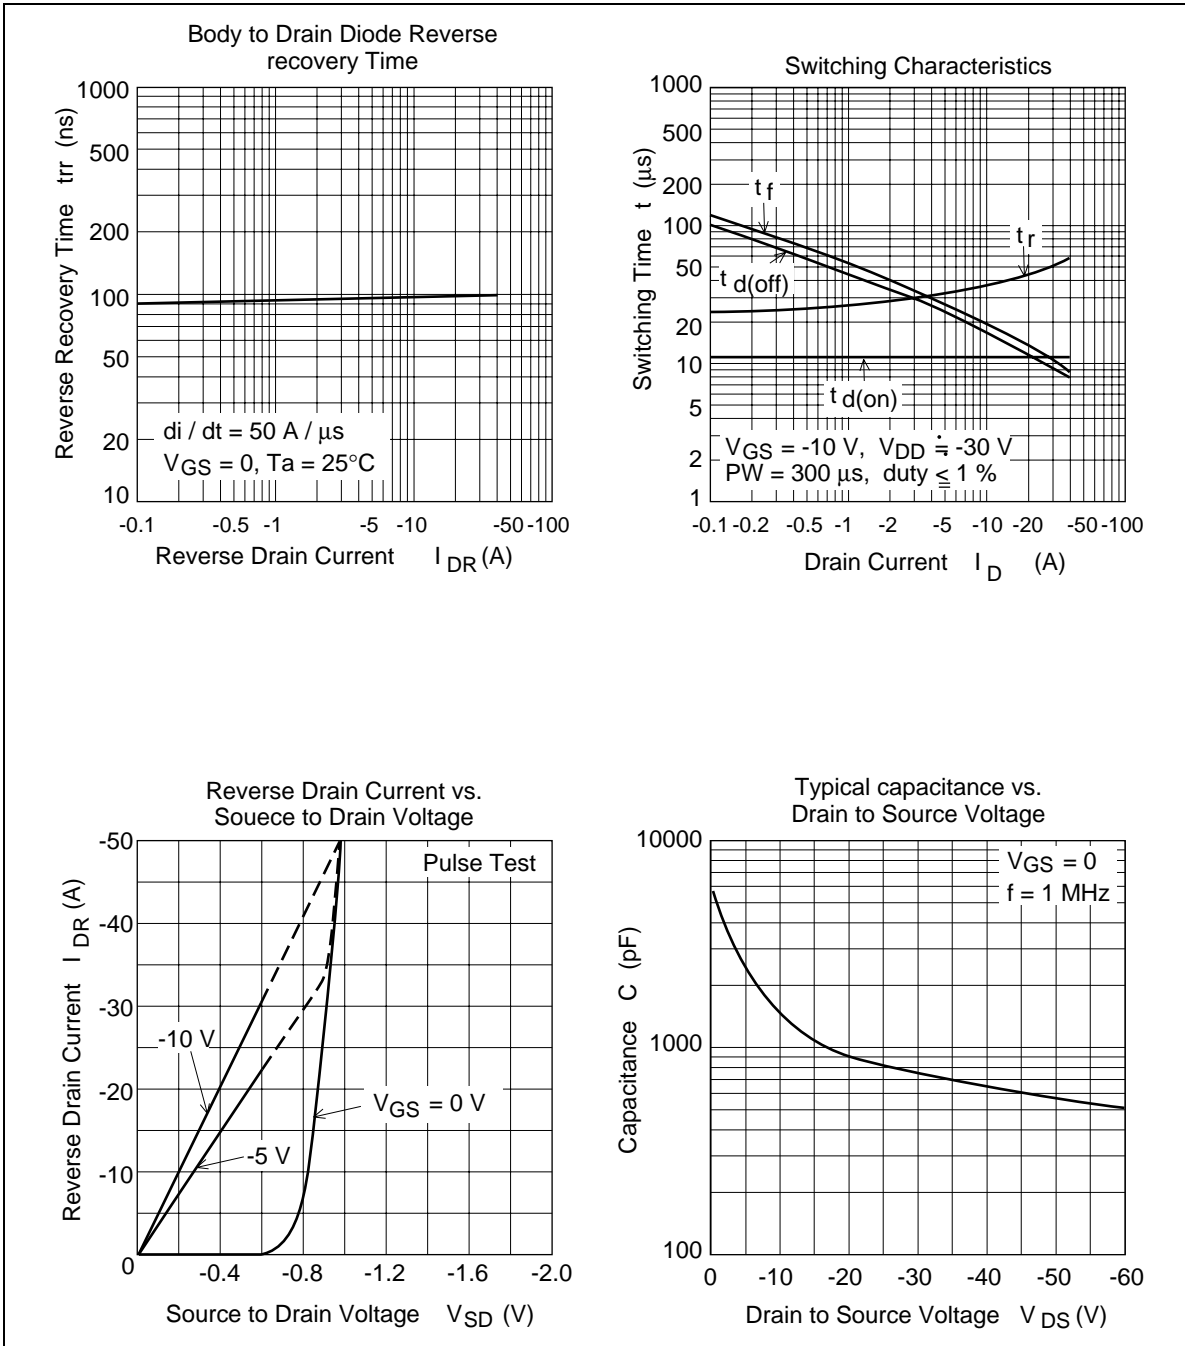 Body to Drain Diode Reverse
recovery Time
1000
500
200
100
50
20
10
Reverse Recovery Time trr (ns)
di / dt = 50 A / μs
VGS = 0, Ta = 25°C
-0.1 -0.5 -1 -5 -10 -50 -100
Reverse Drain Current I DR (A)
Switching Characteristics
1000
500
200
100
50
20
10
5
2
1
Switching Time t (μs)
t f
t r
t d(off)
t d(on)
VGS = -10 V, VDD ≒ -30 V
PW = 300 μs, duty ≦ 1 %
-0.1 -0.2 -0.5 -1 -2 -5 -10 -20 -50 -100
Drain Current I D (A)
Reverse Drain Current vs.
Souece to Drain Voltage
-50
-40
-30
-20
-10
0
Reverse Drain Current I DR (A)
Pulse Test
-10 V
VGS = 0 V
-5 V
-0.4 -0.8 -1.2 -1.6 -2.0
Source to Drain Voltage VSD (V)
Typical capacitance vs.
Drain to Source Voltage
10000
1000
100
Capacitance C (pF)
VGS = 0
f = 1 MHz
0 -10 -20 -30 -40 -50 -60
Drain to Source Voltage V DS (V)